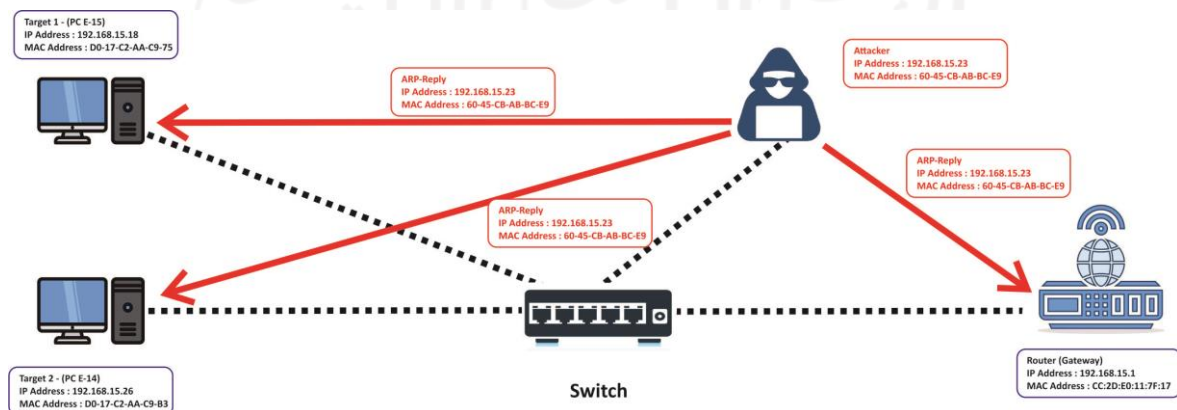 Target 1 - (PC E-15)
IP Address : 192.168.15.18
MAC Address : D0-17-C2-AA-C9-75
Attacker
IP Address : 192.168.15.23
MAC Address : 60-45-CB-AB-BC-E9
ARP-Reply
IP Address : 192.168.15.23
MAC Address : 60-45-CB-AB-BC-E9
ARP-Reply
IP Address : 192.168.15.23
MAC Address : 60-45-CB-AB-BC-E9
ARP-Reply
IP Address : 192.168.15.23
MAC Address : 60-45-CB-AB-BC-E9
Target 2 - (PC E-14)
IP Address : 192.168.15.26
MAC Address : D0-17-C2-AA-C9-B3
Switch
Router (Gateway)
IP Address : 192.168.15.1
MAC Address : CC:2D:E0:11:7F:17